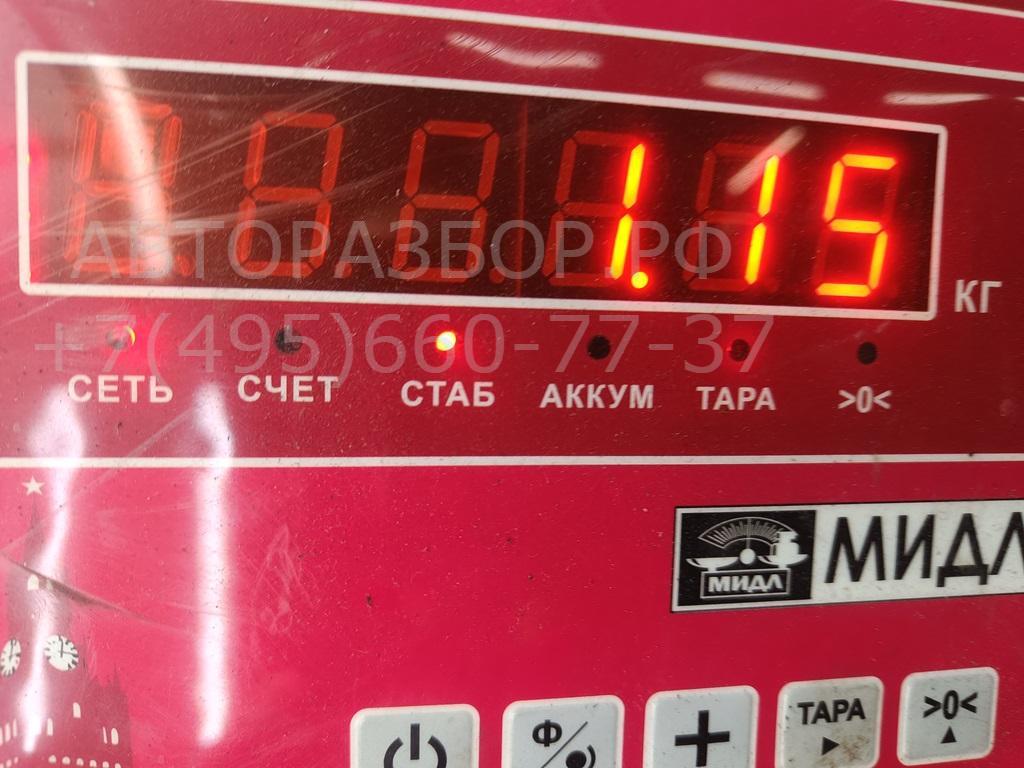 1.15
КГ
АВТОРАЗБОР.РФ
+7(495)660-77-37
СЕТЬ СЧЕТ СТАБ АККУМ ТАРА >0<
МИДЛ МИДЛ
Ф/ + ТАРА >0<